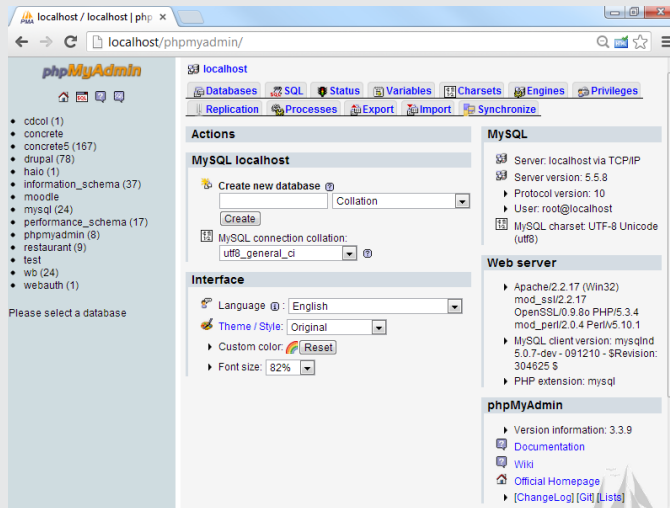 localhost / localhost | php
localhost/phpmyadmin/
phpMyAdmin
cdcol (1)
concrete
concrete5 (167)
drupal (78)
haio (1)
information_schema (37)
moodle
mysql (24)
performance_schema (17)
phpmyadmin (8)
restaurant (9)
test
wb (24)
webauth (1)
Please select a database
localhost
Databases SQL Status Variables Charsets Engines Privileges
Replication Processes Export Import Synchronize
Actions
MySQL localhost
Create new database
Collation
Create
MySQL connection collation:
utf8_general_ci
Interface
Language : English
Theme / Style: Original
Custom color: Reset
Font size: 82%
MySQL
Server: localhost via TCP/IP
Server version: 5.5.8
Protocol version: 10
User: root@localhost
MySQL charset: UTF-8 Unicode
(utf8)
Web server
Apache/2.2.17 (Win32)
mod_ssl/2.2.17
OpenSSL/0.9.8o PHP/5.3.4
mod_perl/2.0.4 Perl/v5.10.1
MySQL client version: mysqlnd
5.0.7-dev - 091210 - $Revision:
304625 $
PHP extension: mysql
phpMyAdmin
Version information: 3.3.9
Documentation
Wiki
Official Homepage
[ChangeLog] [Git] [Lists]